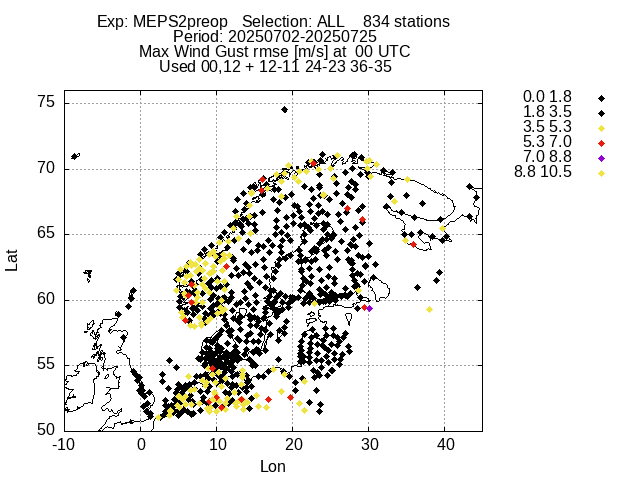 Exp: MEPS2preop Selection: ALL 834 stations
Period: 20250702-20250725
Max Wind Gust rmse [m/s] at 00 UTC
Used 00,12 + 12-11 24-23 36-35
75
70
65
60
55
50
-10 0 10 20 30 40
Lat
Lon
0.0 1.8
1.8 3.5
3.5 5.3
5.3 7.0
7.0 8.8
8.8 10.5